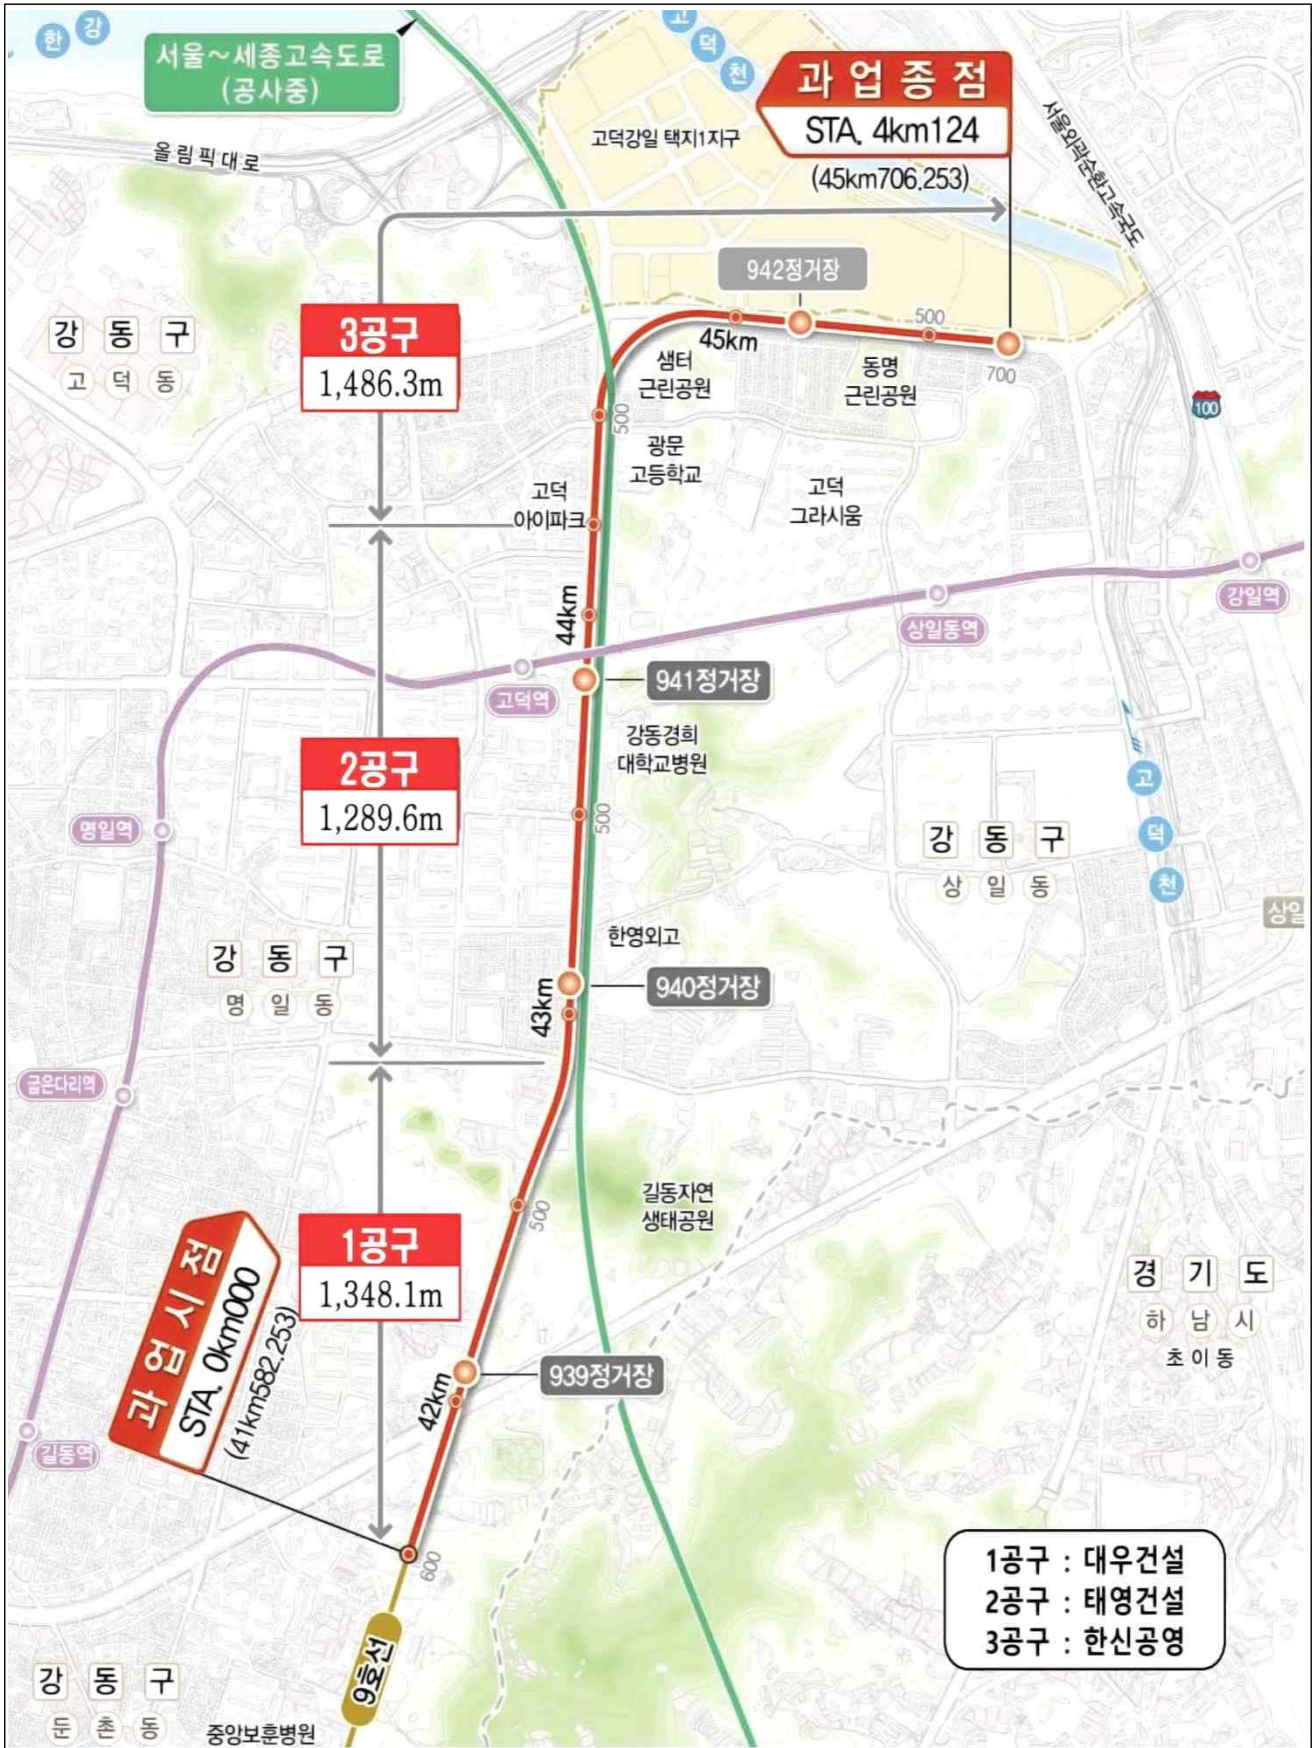 한 강
서울~세종고속도로
(공사중)
올림픽대로
고덕천
고덕강일 택지1지구
과업종점
STA. 4km124
(45km706.253)
서울외곽순환고속국도
942정거장
강동구
고덕동
3공구
1,486.3m
45km
500
700
샘터
근린공원
동명
근린공원
100
500
광문
고등학교
고덕
아이파크
고덕
그라시움
44km
강일역
상일동역
고덕역
941정거장
강동경희
대학교병원
2공구
1,289.6m
500
명일역
고덕천
강동구
상일동
상일
한영외고
강동구
명일동
940정거장
43km
굽은다리역
길동자연
생태공원
500
1공구
1,348.1m
과업시점
STA. 0km000
(41km582.253)
경기도
하남시
초이동
939정거장
42km
길동역
600
9호선
1공구 : 대우건설
2공구 : 태영건설
3공구 : 한신공영
강동구
둔촌동
중앙보훈병원